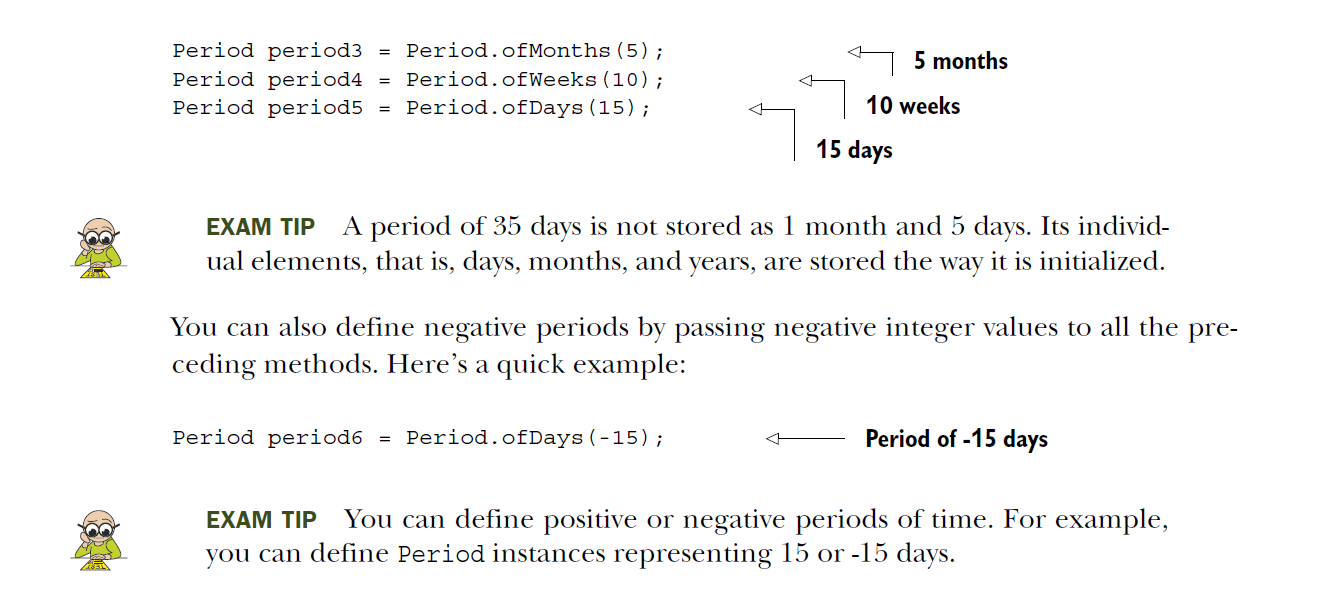 Period period3 = Period.ofMonths(5);
5 months
Period period4 = Period.ofWeeks(10);
10 weeks
Period period5 = Period.ofDays(15);
15 days
EXAM TIP A period of 35 days is not stored as 1 month and 5 days. Its individ-
ual elements, that is, days, months, and years, are stored the way it is initialized.
You can also define negative periods by passing negative integer values to all the pre-
ceding methods. Here’s a quick example:
Period period6 = Period.ofDays(-15);
Period of -15 days
EXAM TIP You can define positive or negative periods of time. For example,
you can define Period instances representing 15 or -15 days.